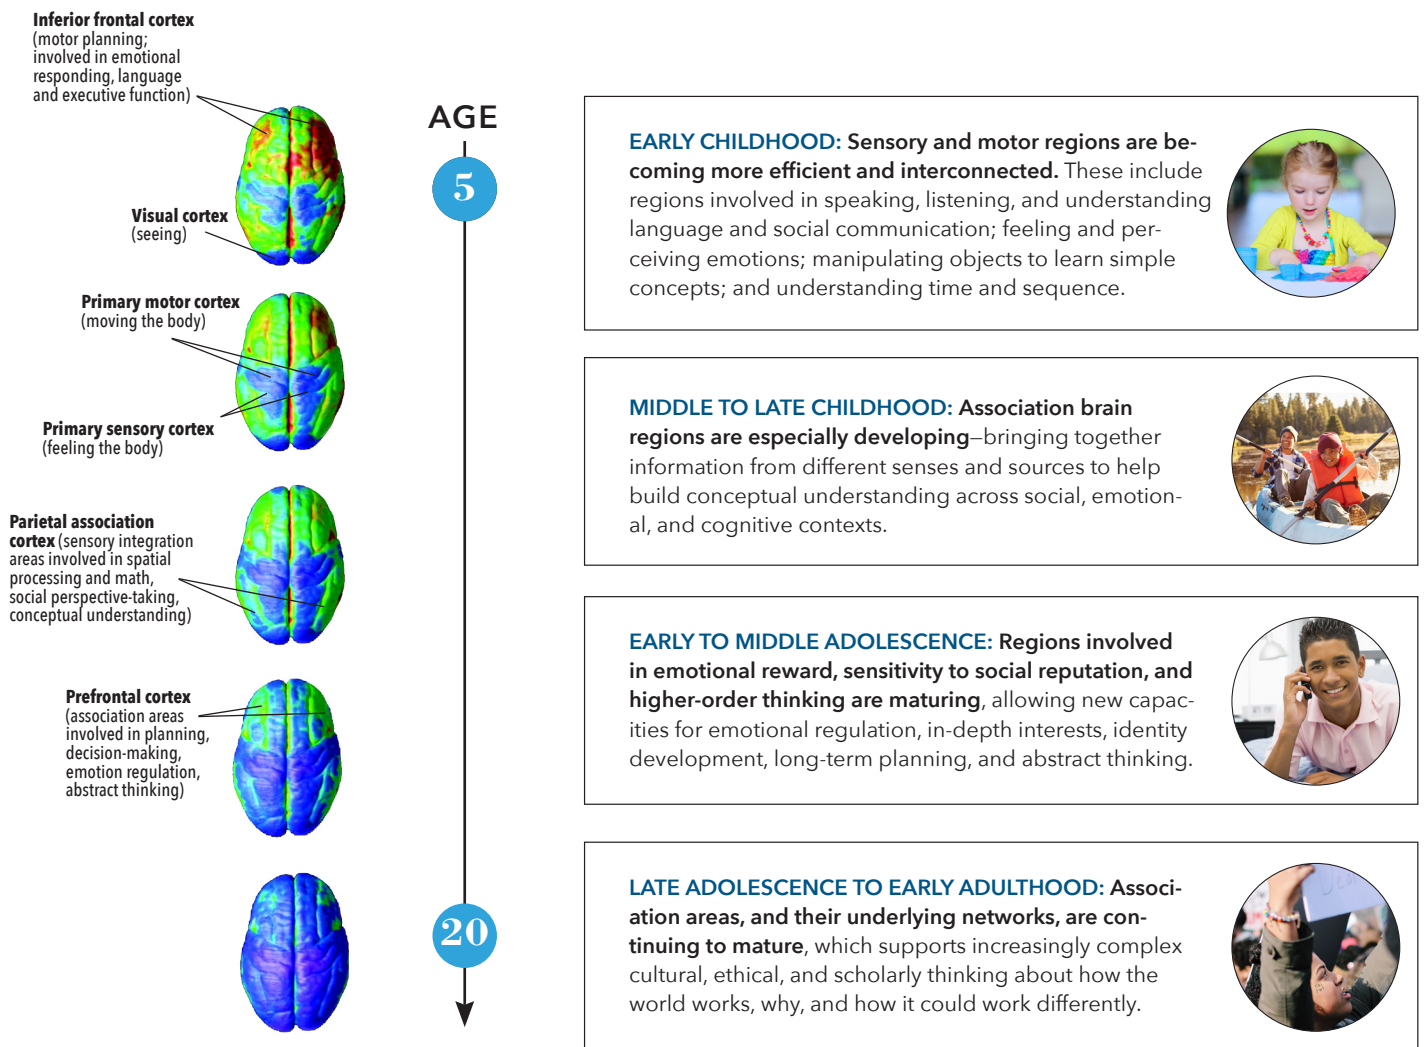 Inferior frontal cortex
(motor planning;
involved in emotional
responding, language
and executive function)
Visual cortex
(seeing)
Primary motor cortex
(moving the body)
Primary sensory cortex
(feeling the body)
Parietal association
cortex (sensory integration
areas involved in spatial
processing and math,
social perspective-taking,
conceptual understanding)
Prefrontal cortex
(association areas
involved in planning,
decision-making,
emotion regulation,
abstract thinking)
AGE
5
20
EARLY CHILDHOOD: Sensory and motor regions are be-
coming more efficient and interconnected. These include
regions involved in speaking, listening, and understanding
language and social communication; feeling and per-
ceiving emotions; manipulating objects to learn simple
concepts; and understanding time and sequence.
MIDDLE TO LATE CHILDHOOD: Association brain
regions are especially developing—bringing together
information from different senses and sources to help
build conceptual understanding across social, emotion-
al, and cognitive contexts.
EARLY TO MIDDLE ADOLESCENCE: Regions involved
in emotional reward, sensitivity to social reputation, and
higher-order thinking are maturing, allowing new capac-
ities for emotional regulation, in-depth interests, identity
development, long-term planning, and abstract thinking.
LATE ADOLESCENCE TO EARLY ADULTHOOD: Associ-
ation areas, and their underlying networks, are con-
tinuing to mature, which supports increasingly complex
cultural, ethical, and scholarly thinking about how the
world works, why, and how it could work differently.